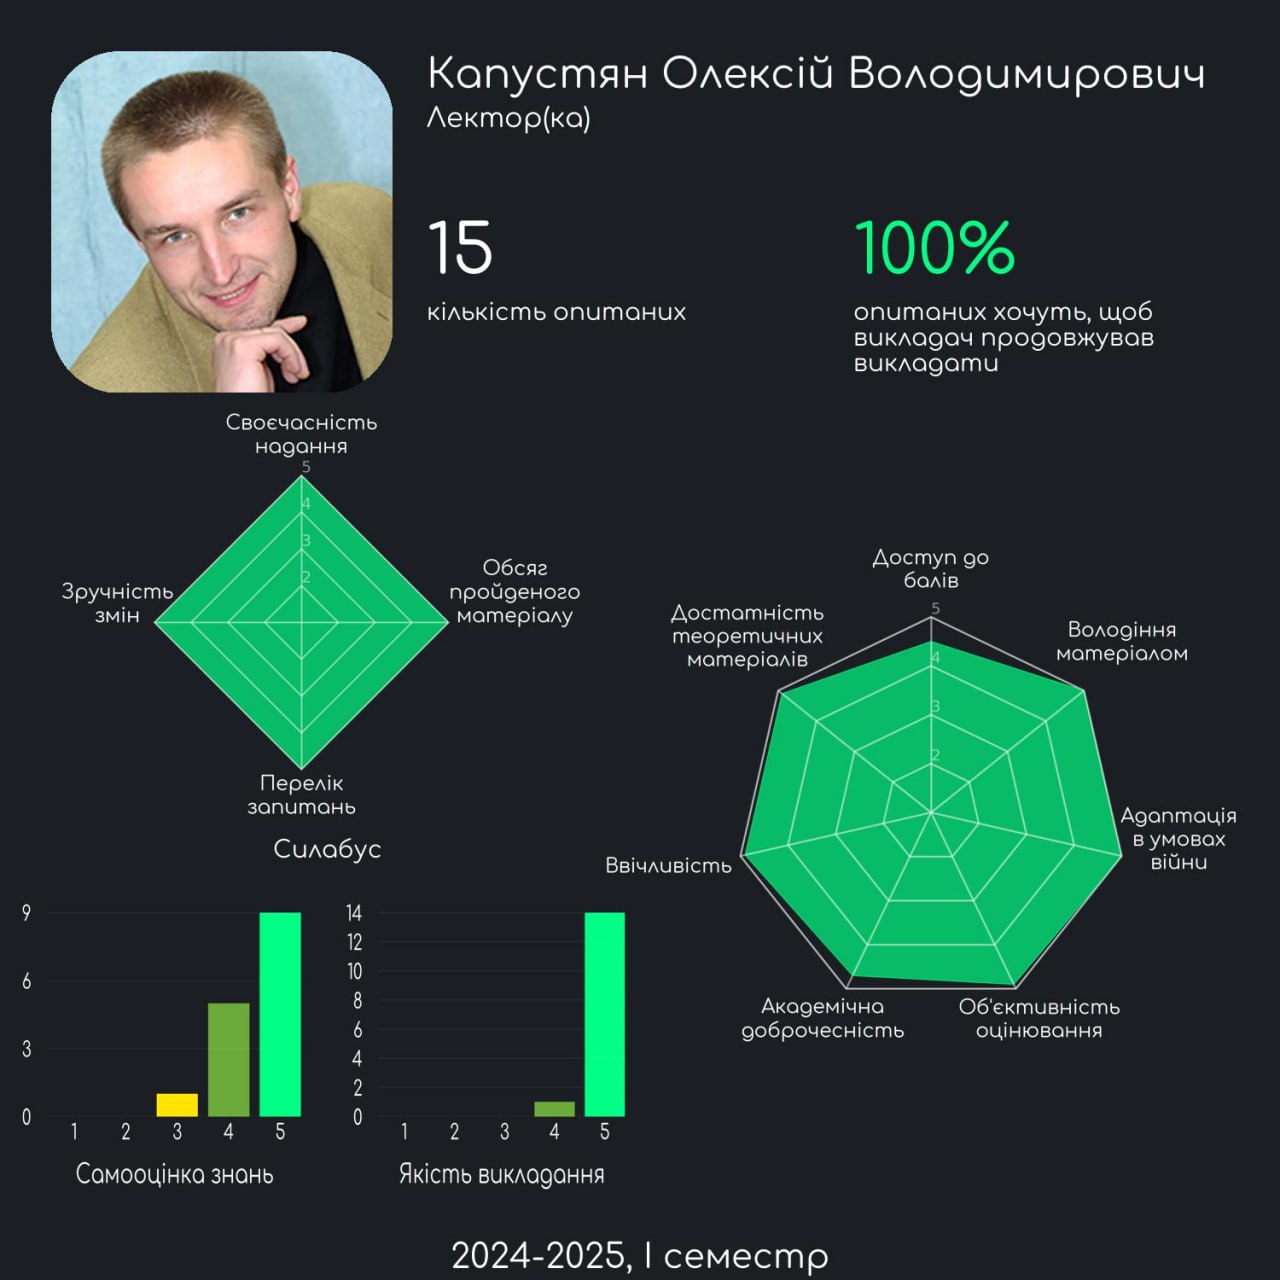 Капустян Олексій Володимирович
Лектор(ка)
15
кількість опитаних
100%
опитаних хочуть, щоб
викладач продовжував
викладати
Своєчасність
надання
5
4
3
2
Обсяг
пройденого
матеріалу
Зручність
змін
Перелік
запитань
Силабус
Доступ до
балів
5
4
3
2
Достатність
теоретичних
матеріалів
Володіння
матеріалом
Адаптація
в умовах
війни
Ввічливість
Академічна
доброчесність
Об'єктивність
оцінювання
9
6
3
0
1 2 3 4 5
Самооцінка знань
14
12
10
8
6
4
2
0
1 2 3 4 5
Якість викладання
2024-2025, I семестр